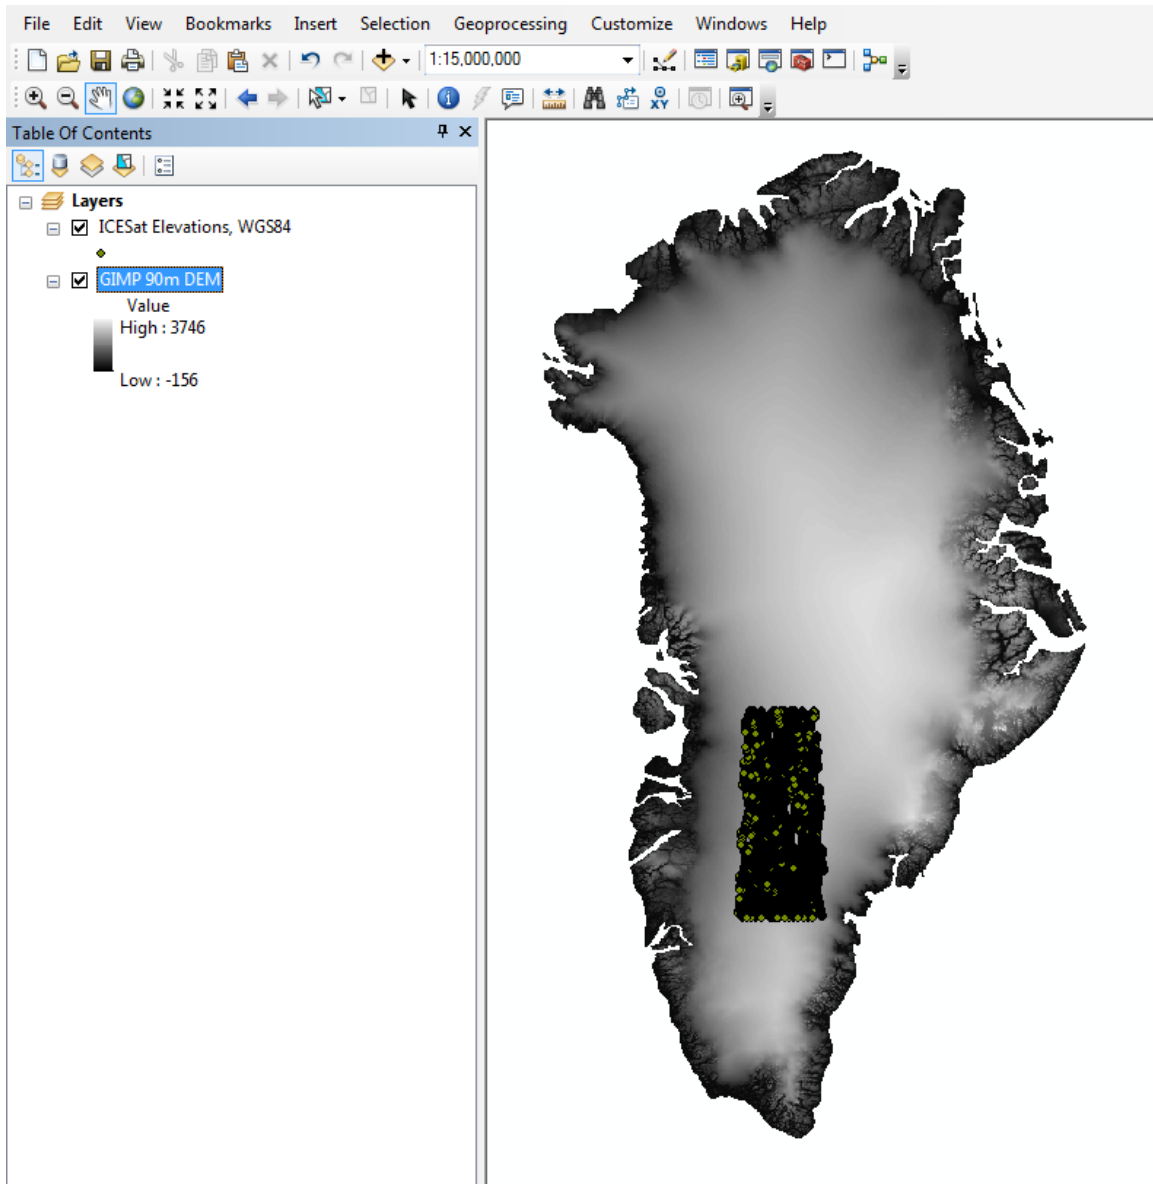 File Edit View Bookmarks Insert Selection Geoprocessing Customize Windows Help
1:15,000,000
XY
Table Of Contents
Layers
ICESat Elevations, WGS84
GIMP 90m DEM
Value
High : 3746
Low : -156